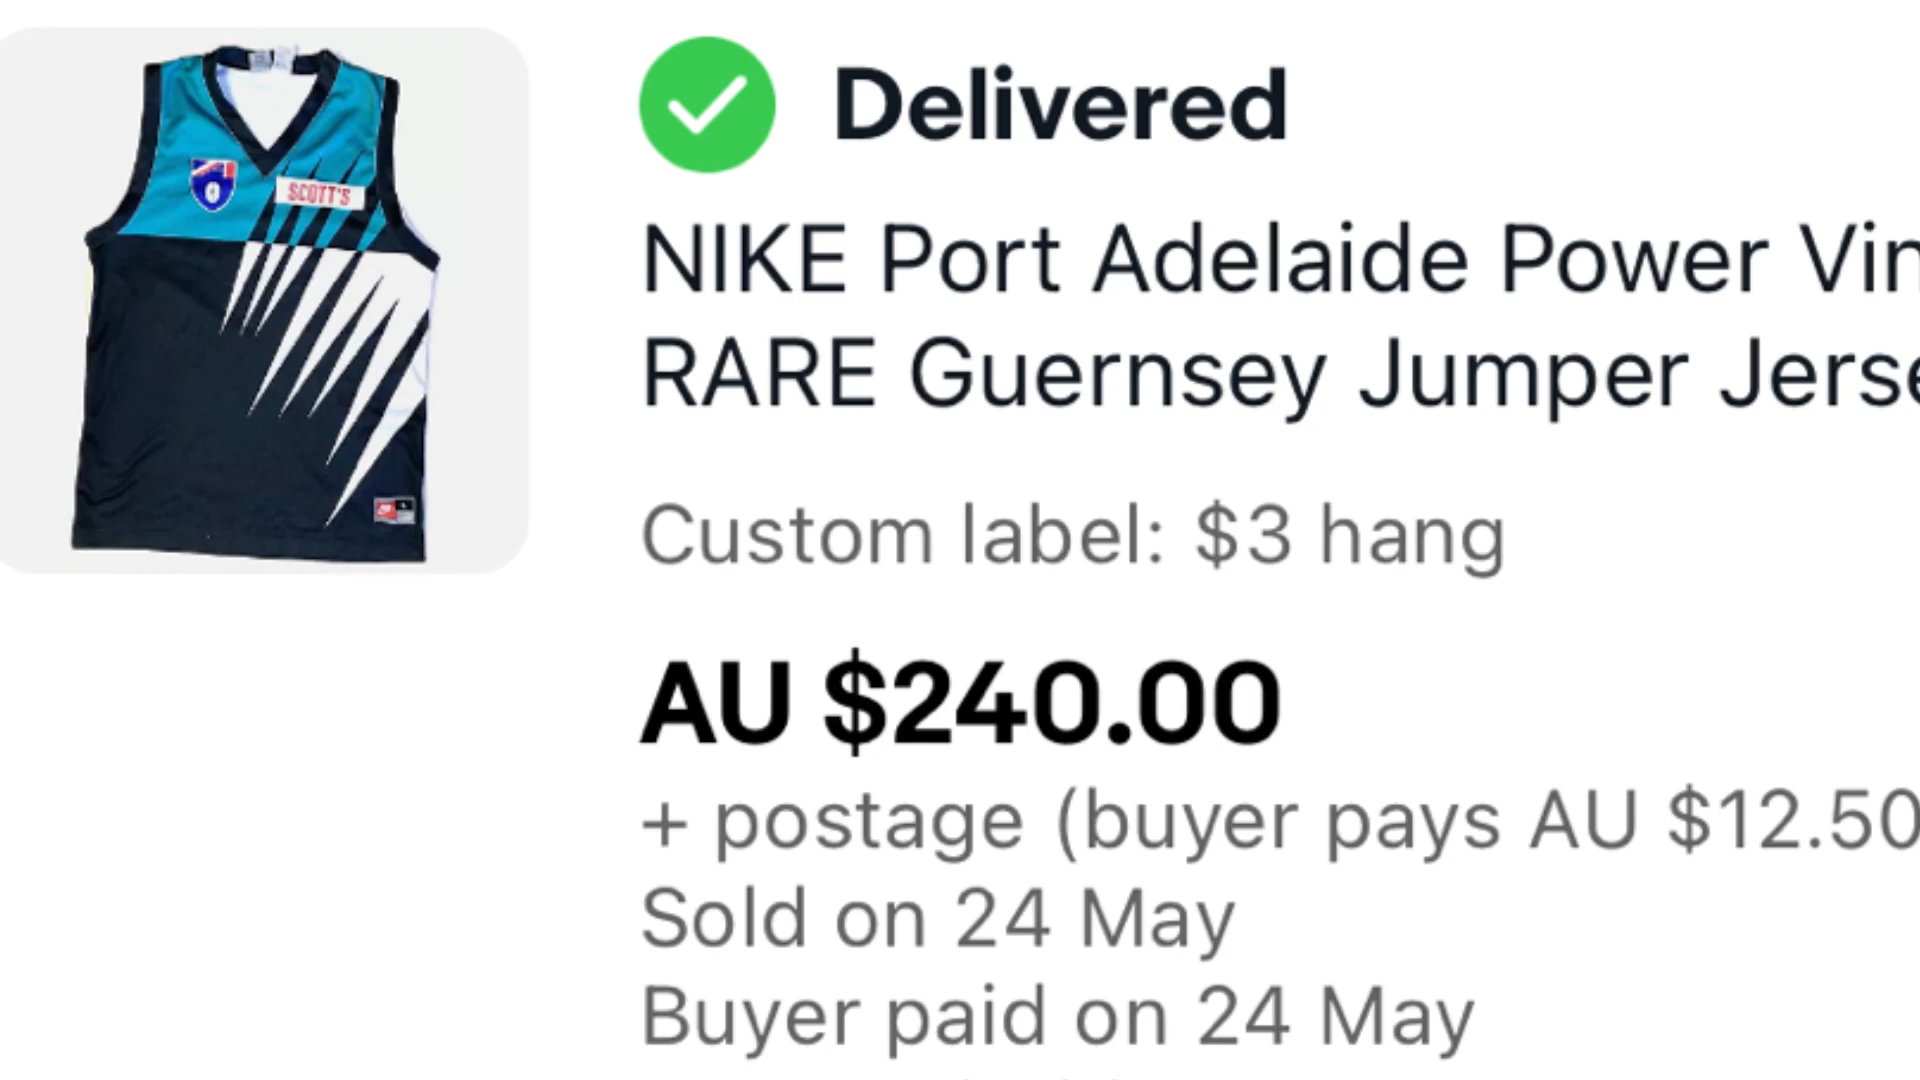 SCOTT'S
Delivered
NIKE Port Adelaide Power Vin
RARE Guernsey Jumper Jerse
Custom label: $3 hang
AU $240.00
+ postage (buyer pays AU $12.50
Sold on 24 May
Buyer paid on 24 May